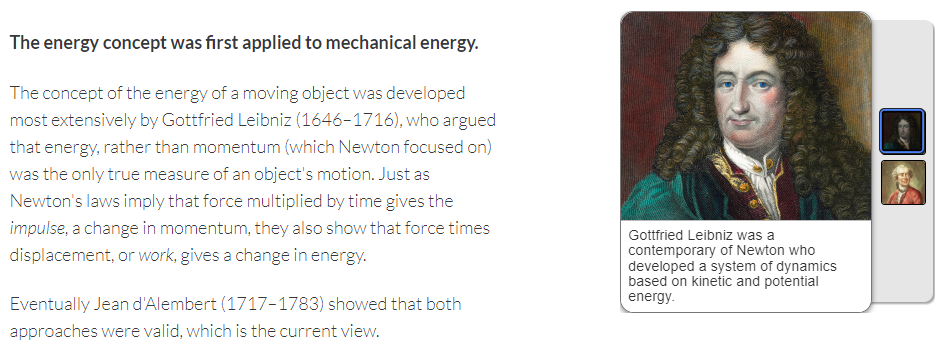 The energy concept was first applied to mechanical energy.
The concept of the energy of a moving object was developed
most extensively by Gottfried Leibniz (1646–1716), who argued
that energy, rather than momentum (which Newton focused on)
was the only true measure of an object's motion. Just as
Newton's laws imply that force multiplied by time gives the
impulse, a change in momentum, they also show that force times
displacement, or work, gives a change in energy.
Eventually Jean d'Alembert (1717–1783) showed that both
approaches were valid, which is the current view.
Gottfried Leibniz was a
contemporary of Newton who
developed a system of dynamics
based on kinetic and potential
energy.